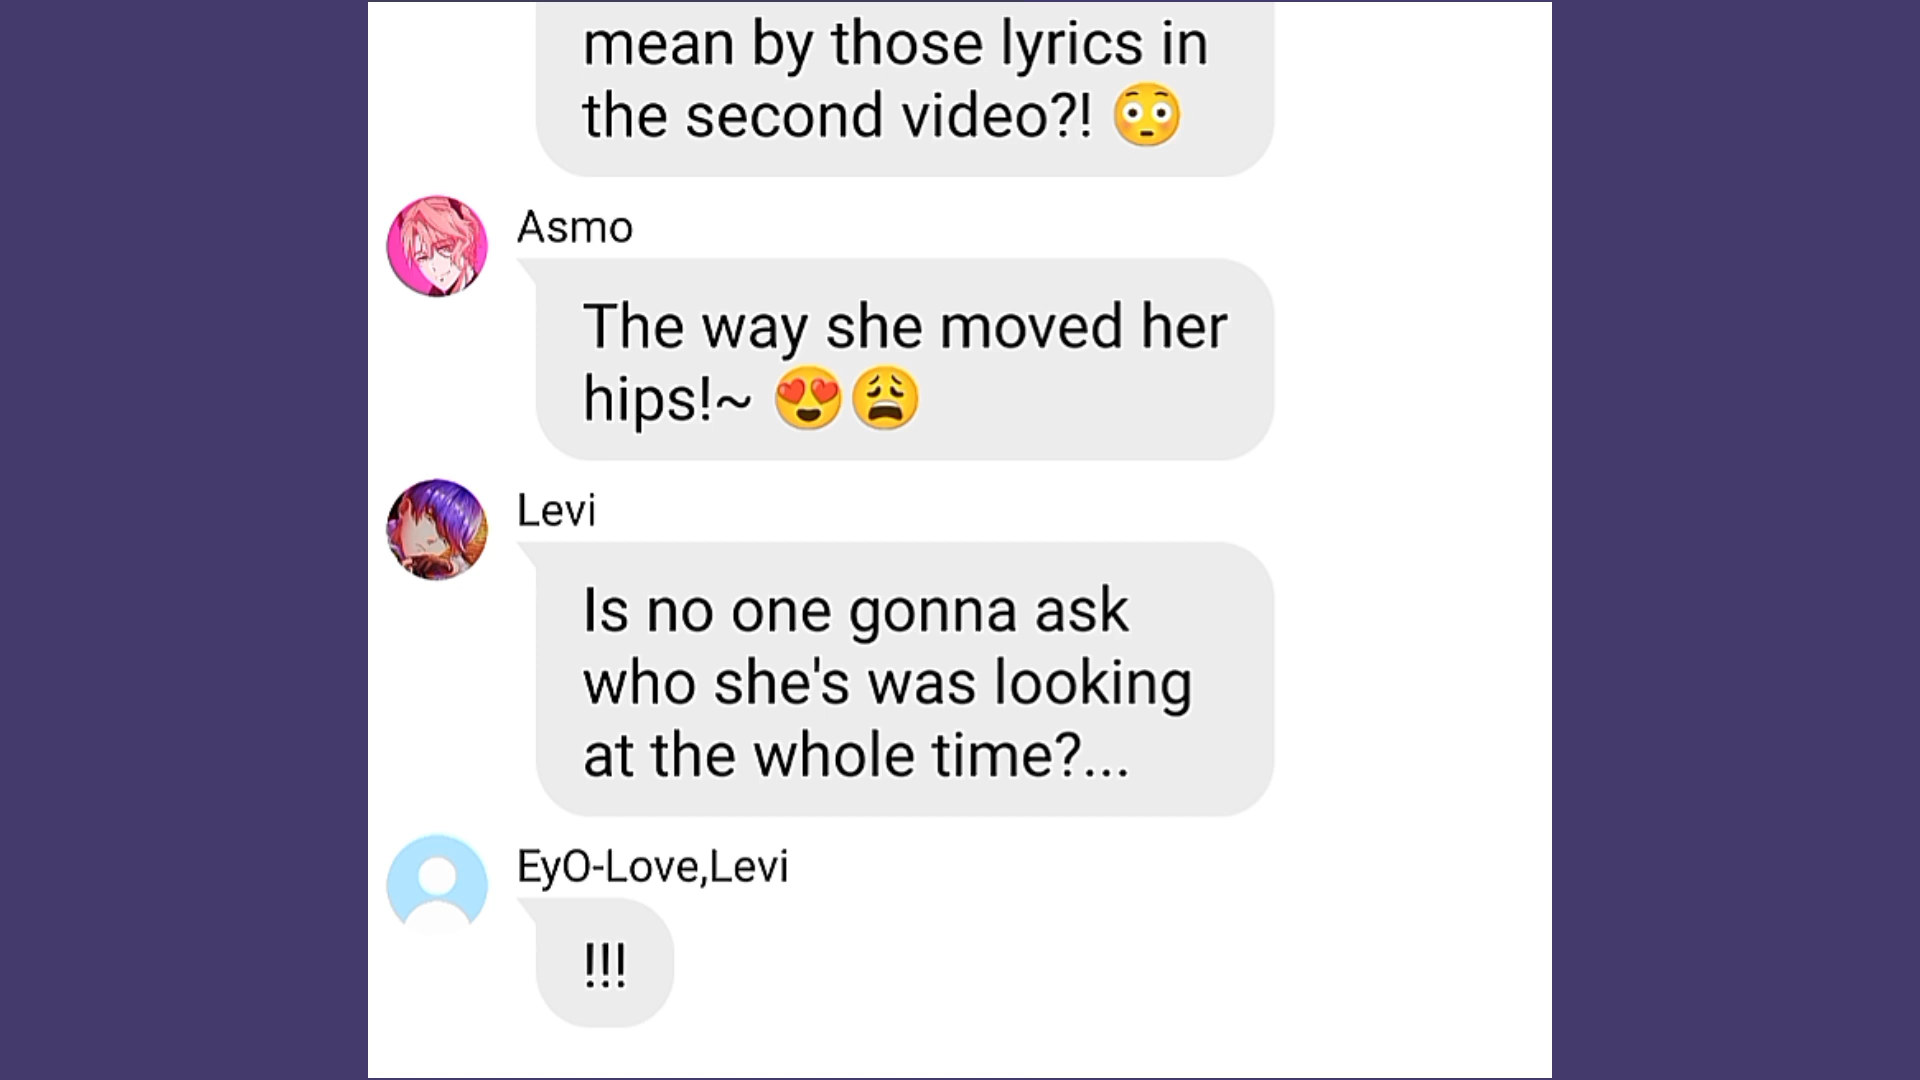 mean by those lyrics in
the second video?! 😳
Asmo
The way she moved her
hips!~ 😍😩
Levi
Is no one gonna ask
who she's was looking
at the whole time?...
EyO-Love,Levi
!!!